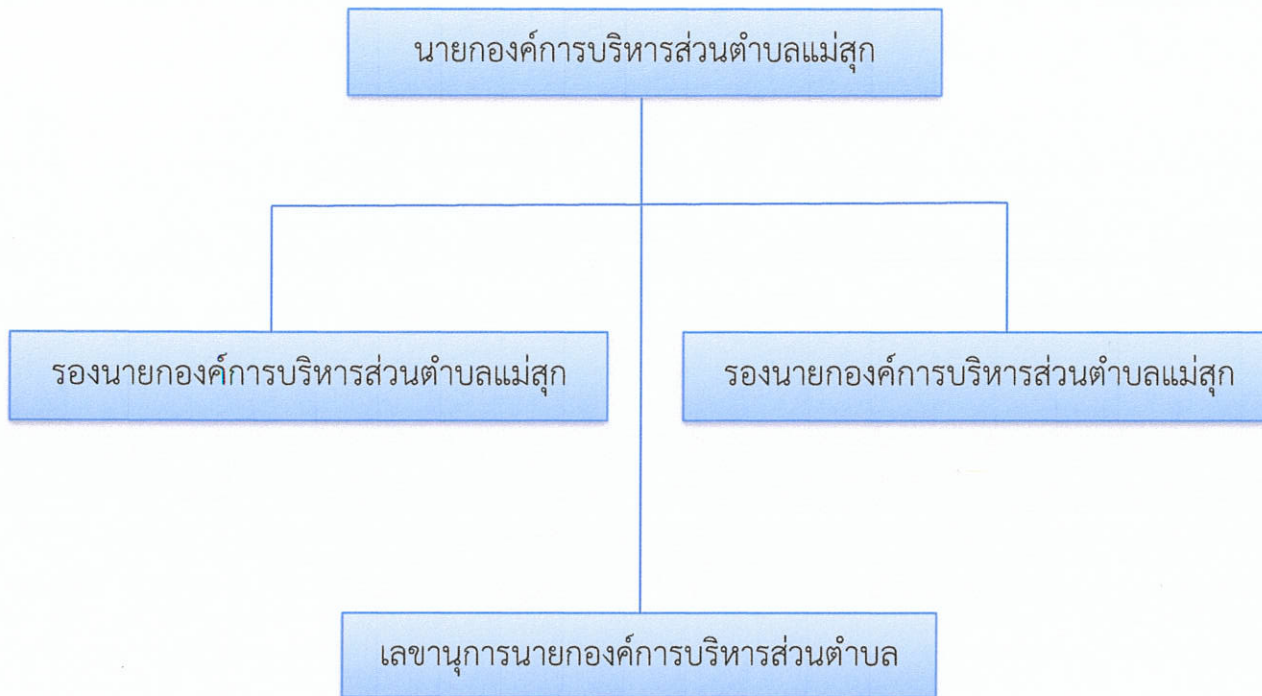 นายกองค์การบริหารส่วนตำบลแม่สุก
รองนายกองค์การบริหารส่วนตำบลแม่สุก
รองนายกองค์การบริหารส่วนตำบลแม่สุก
เลขานุการนายกองค์การบริหารส่วนตำบล